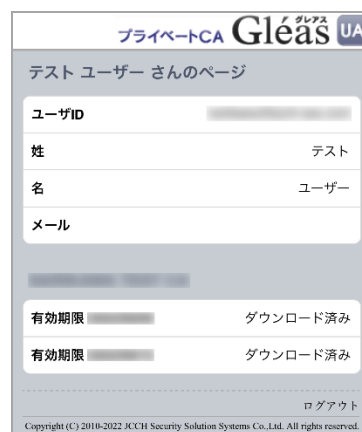 プライベートCA Gléas グレアス UA
テスト ユーザー さんのページ
ユーザID
姓 テスト
名 ユーザー
メール
有効期限 ダウンロード済み
有効期限 ダウンロード済み
ログアウト
Copyright (C) 2010-2022 JCCH Security Solution Systems Co.,Ltd. All rights reserved.